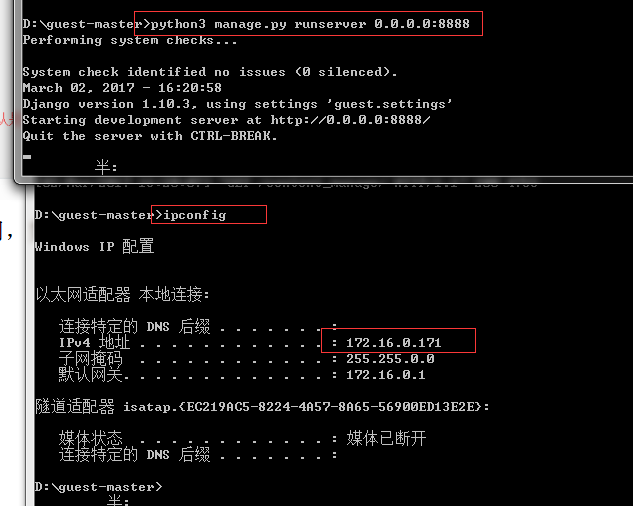 D:\guest-master>python3 manage.py runserver 0.0.0.0:8888
Performing system checks...
System check identified no issues (0 silenced).
March 02, 2017 - 16:20:58
Django version 1.10.3, using settings 'guest.settings'
Starting development server at http://0.0.0.0:8888/
Quit the server with CTRL-BREAK.
半:
D:\guest-master>ipconfig
Windows IP 配置
以太网适配器 本地连接:
连接特定的 DNS 后缀 . . . . . . . :
IPv4 地址 . . . . . . . . . . . . : 172.16.0.171
子网掩码 . . . . . . . . . . . . : 255.255.0.0
默认网关. . . . . . . . . . . . . : 172.16.0.1
隧道适配器 isatap.{EC219AC5-8224-4A57-8A65-56900ED13E2E}:
媒体状态 . . . . . . . . . . . . : 媒体已断开
连接特定的 DNS 后缀 . . . . . . . :
D:\guest-master>
半: